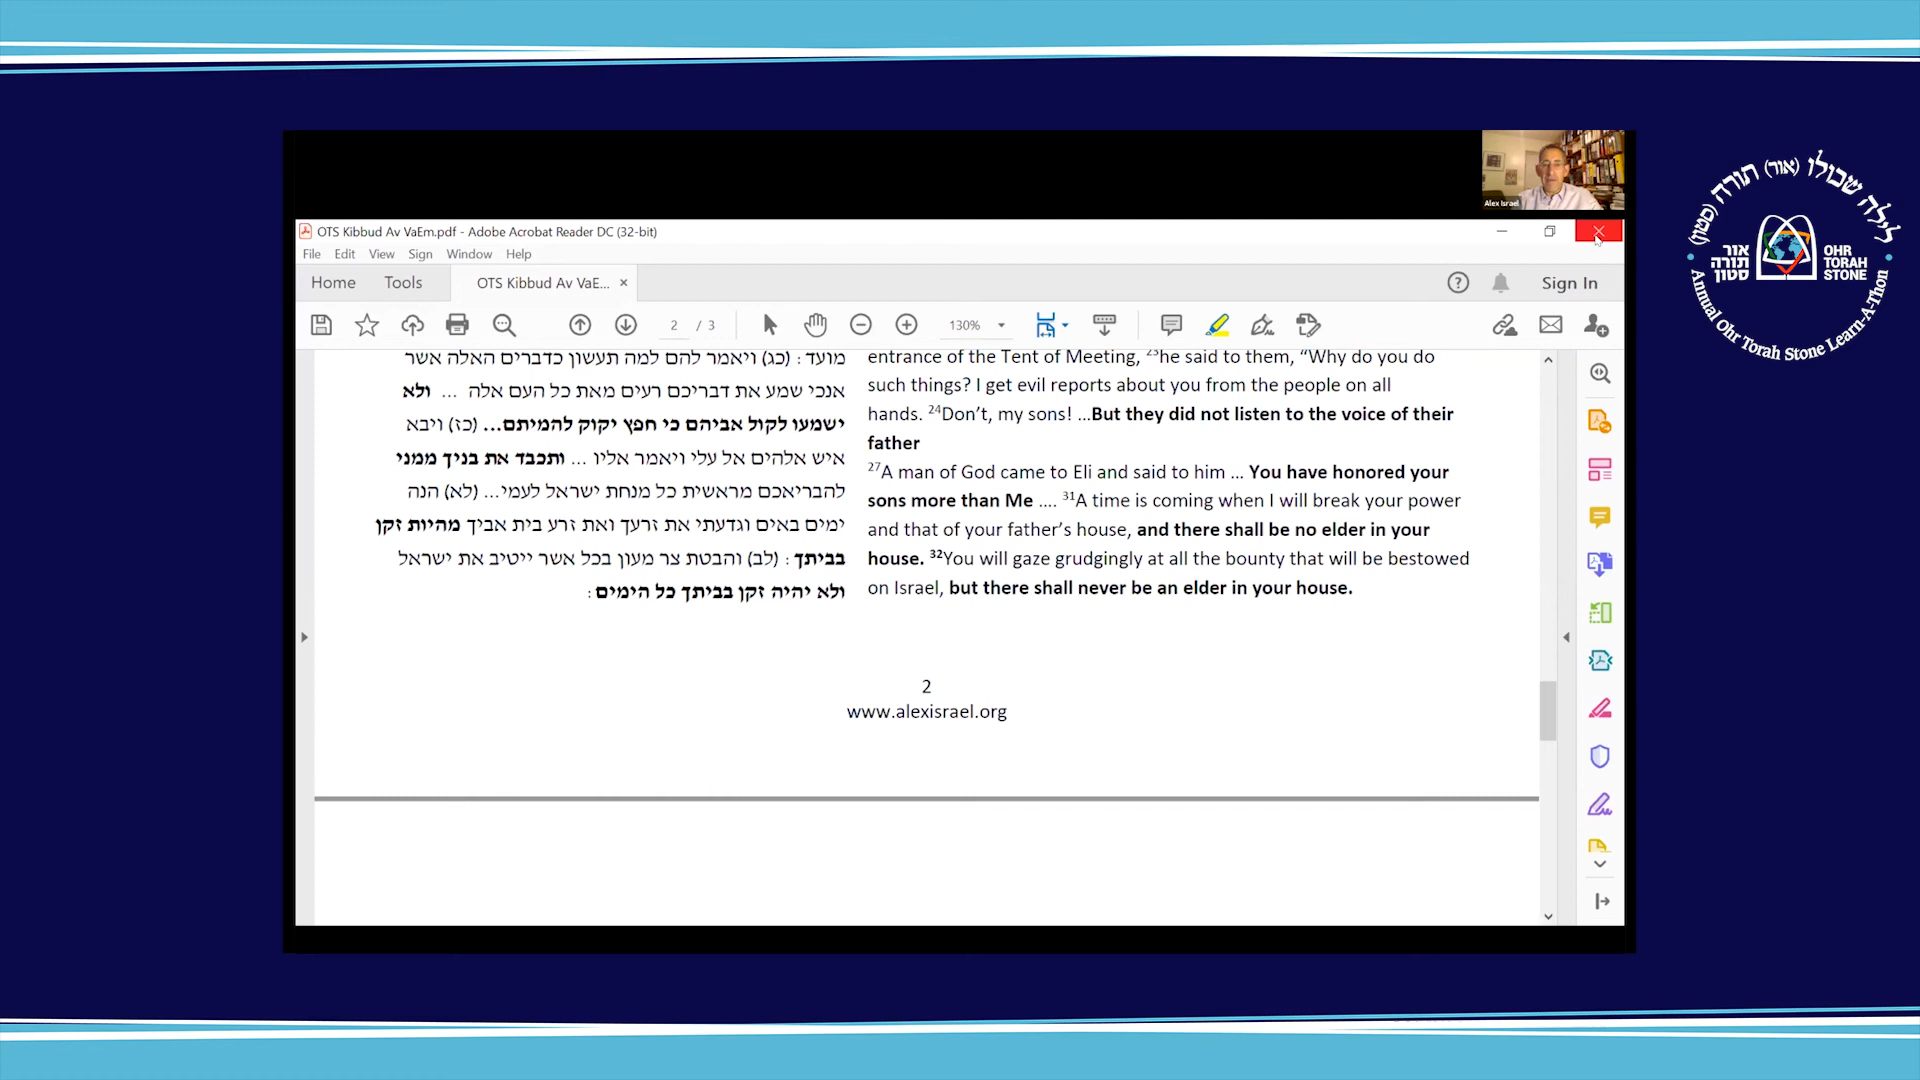 Alex Israel
OTS Kibbud Av VaEm.pdf - Adobe Acrobat Reader DC (32-bit)
File Edit View Sign Window Help
Home Tools OTS Kibbud Av VaE... Sign In
2 / 3 130%
מועד: (כג) ויאמר להם למה תעשון כדברים האלה אשר
אנכי שמע את דבריכם רעים מאת כל העם אלה ... ולא
ישמעו לקול אביהם כי חפץ יקוק להמיתם... (כז) ויבא
איש אלהים אל עלי ויאמר אליו ... ותכבד את בניך ממני
להבריאכם מראשית כל מנחת ישראל לעמי... (לא) הנה
ימים באים וגדעתי את זרעך ואת זרע בית אביך מהיות זקן
בביתך: (לב) והבטת צר מעון בכל אשר ייטיב את ישראל
ולא יהיה זקן בביתך כל הימים:
entrance of the Tent of Meeting, 23he said to them, “Why do you do
such things? I get evil reports about you from the people on all
hands. 24Don’t, my sons! ...But they did not listen to the voice of their
father
27A man of God came to Eli and said to him ... You have honored your
sons more than Me .... 31A time is coming when I will break your power
and that of your father’s house, and there shall be no elder in your
house. 32You will gaze grudgingly at all the bounty that will be bestowed
on Israel, but there shall never be an elder in your house.
2
www.alexisrael.org
לילה שכולו (אור) תורה (סטון)
אור
תורה
סטון
OHR
TORAH
STONE
Annual Ohr Torah Stone Learn-A-Thon